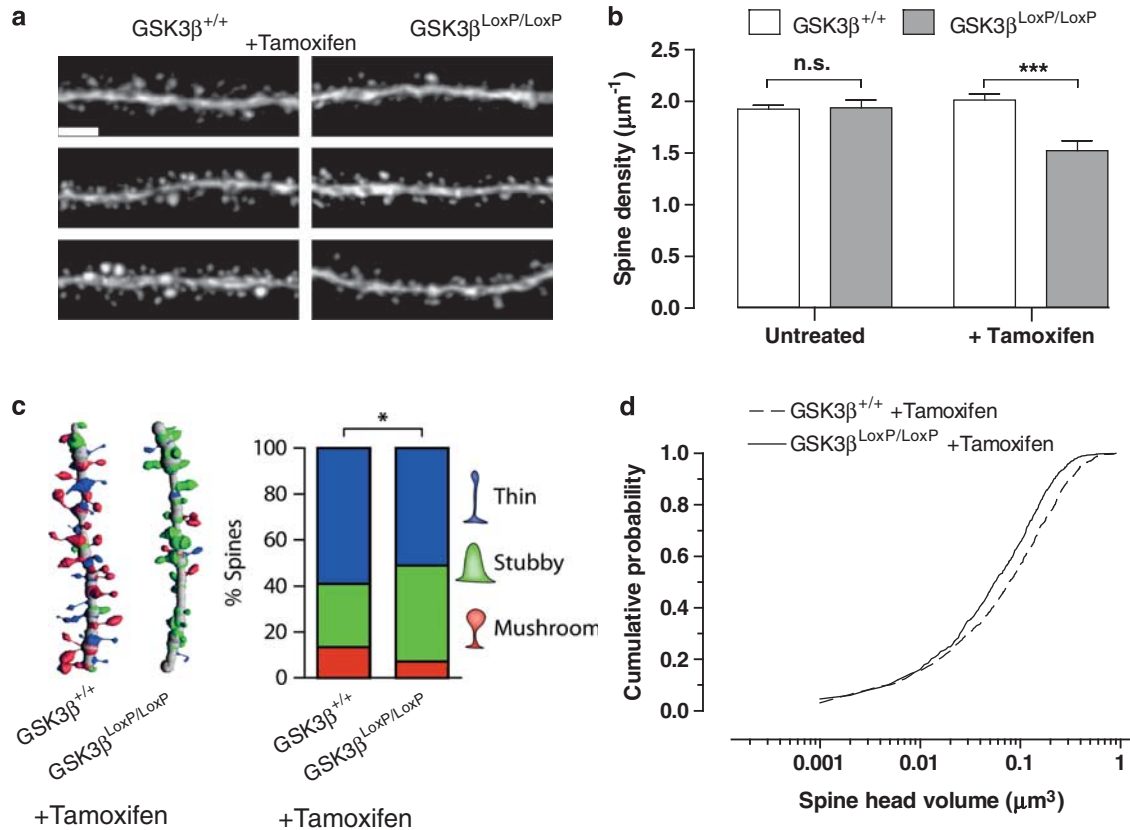 a
GSK3β+/+
+Tamoxifen
GSK3βLoxP/LoxP
b
GSK3β+/+
GSK3βLoxP/LoxP
Spine density (μm-1)
2.5
2.0
1.5
1.0
0.5
0.0
n.s.
***
Untreated
+ Tamoxifen
c
GSK3β+/+
GSK3βLoxP/LoxP
+Tamoxifen
*
% Spines
100
80
60
40
20
0
Thin
Stubby
Mushroom
GSK3β+/+
GSK3βLoxP/LoxP
+Tamoxifen
d
GSK3β+/+ +Tamoxifen
GSK3βLoxP/LoxP +Tamoxifen
Cumulative probability
1.0
0.8
0.6
0.4
0.2
0.0
0.001 0.01 0.1 1
Spine head volume (μm3)